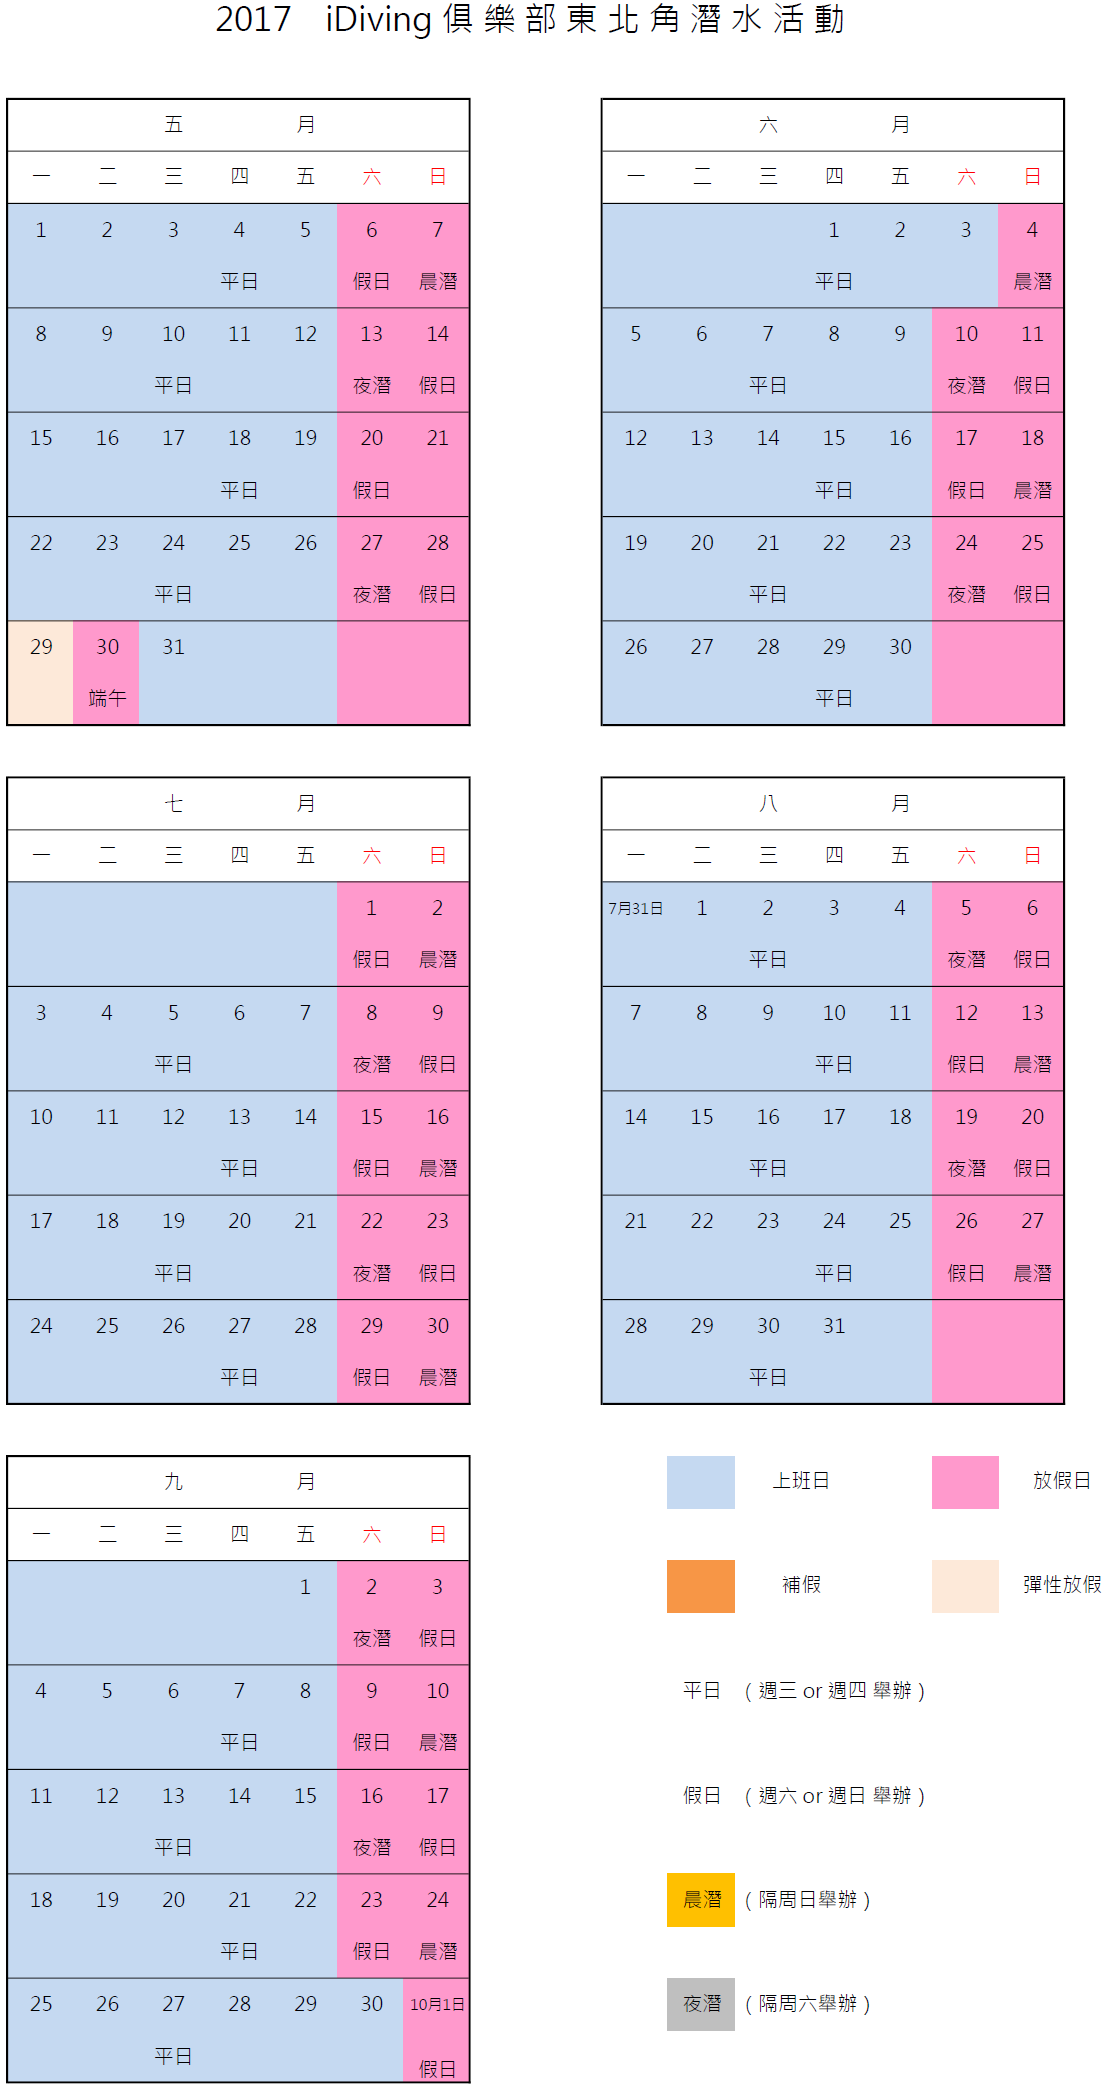 2017 iDiving 俱樂部東北角潛水活動
五 月
一 二 三 四 五 六 日
1 2 3 4 5 6 7
平日 假日 晨潛
8 9 10 11 12 13 14
平日 夜潛 假日
15 16 17 18 19 20 21
平日 假日
22 23 24 25 26 27 28
平日 夜潛 假日
29 30 31
端午
六 月
一 二 三 四 五 六 日
1 2 3 4
平日 晨潛
5 6 7 8 9 10 11
平日 夜潛 假日
12 13 14 15 16 17 18
平日 假日 晨潛
19 20 21 22 23 24 25
平日 夜潛 假日
26 27 28 29 30
平日
七 月
一 二 三 四 五 六 日
1 2
假日 晨潛
3 4 5 6 7 8 9
平日 夜潛 假日
10 11 12 13 14 15 16
平日 假日 晨潛
17 18 19 20 21 22 23
平日 夜潛 假日
24 25 26 27 28 29 30
平日 假日 晨潛
八 月
一 二 三 四 五 六 日
7月31日 1 2 3 4 5 6
平日 夜潛 假日
7 8 9 10 11 12 13
平日 假日 晨潛
14 15 16 17 18 19 20
平日 夜潛 假日
21 22 23 24 25 26 27
平日 假日 晨潛
28 29 30 31
平日
九 月
一 二 三 四 五 六 日
1 2 3
夜潛 假日
4 5 6 7 8 9 10
平日 假日 晨潛
11 12 13 14 15 16 17
平日 夜潛 假日
18 19 20 21 22 23 24
平日 假日 晨潛
25 26 27 28 29 30 10月1日
平日 假日
上班日 放假日
補假 彈性放假
平日 ( 週三 or 週四 舉辦 )
假日 ( 週六 or 週日 舉辦 )
晨潛 ( 隔周日舉辦 )
夜潛 ( 隔周六舉辦 )